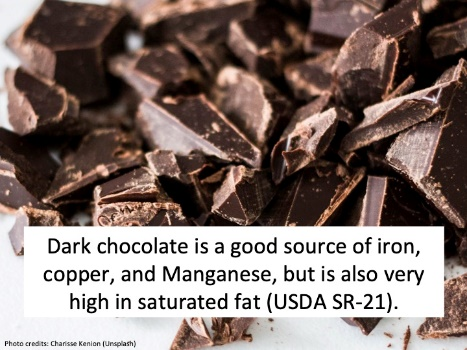 Dark chocolate is a good source of iron,
copper, and Manganese, but is also very
high in saturated fat (USDA SR-21).
Photo credits: Charisse Kenion (Unsplash)